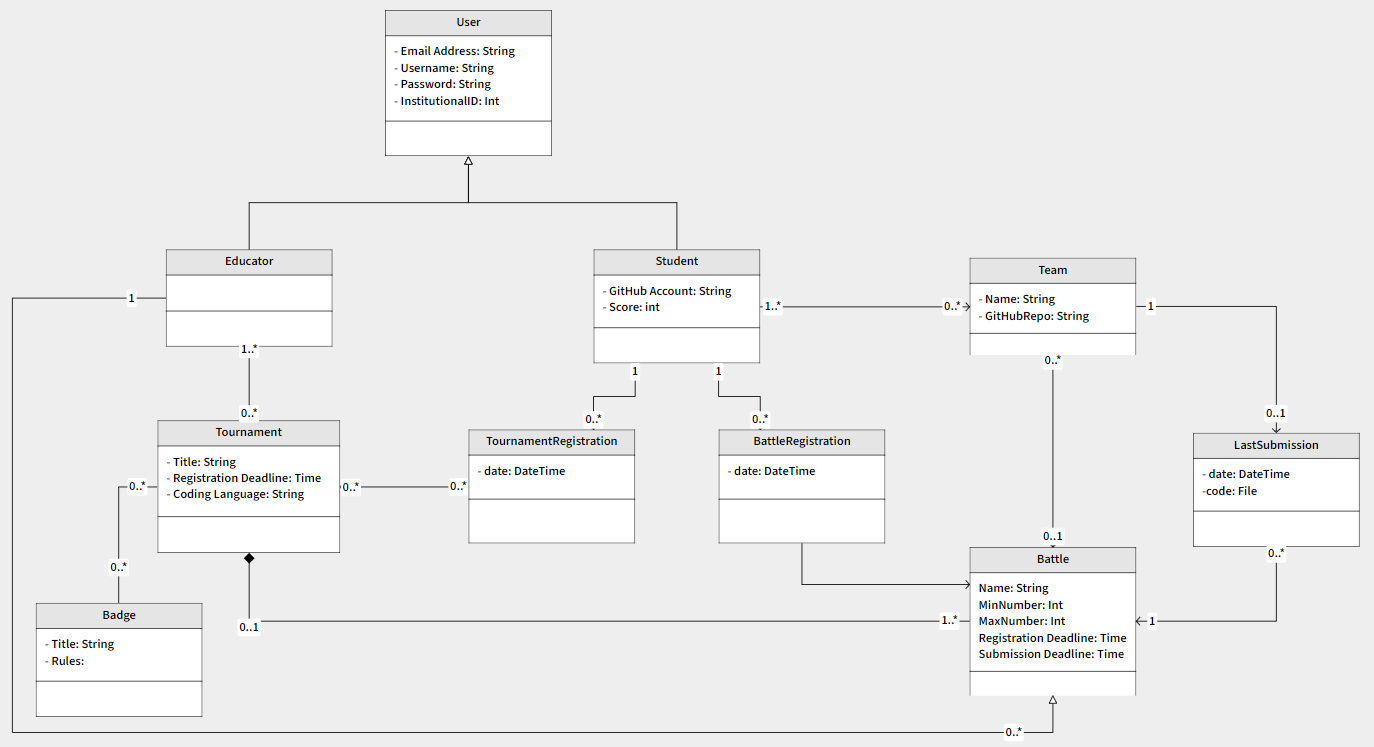 User
- Email Address: String
- Username: String
- Password: String
- InstitutionalID: Int
Educator
1
1..*
Student
- GitHub Account: String
- Score: int
1..*
0..*
1
1
Team
- Name: String
- GitHubRepo: String
1
0..*
0..1
0..*
Tournament
- Title: String
- Registration Deadline: Time
- Coding Language: String
0..*
0..*
0..*
0..*
TournamentRegistration
- date: DateTime
0..*
BattleRegistration
- date: DateTime
LastSubmission
- date: DateTime
-code: File
0..*
0..*
Badge
- Title: String
- Rules:
0..1
1..*
0..1
Battle
Name: String
MinNumber: Int
MaxNumber: Int
Registration Deadline: Time
Submission Deadline: Time
1
0..*